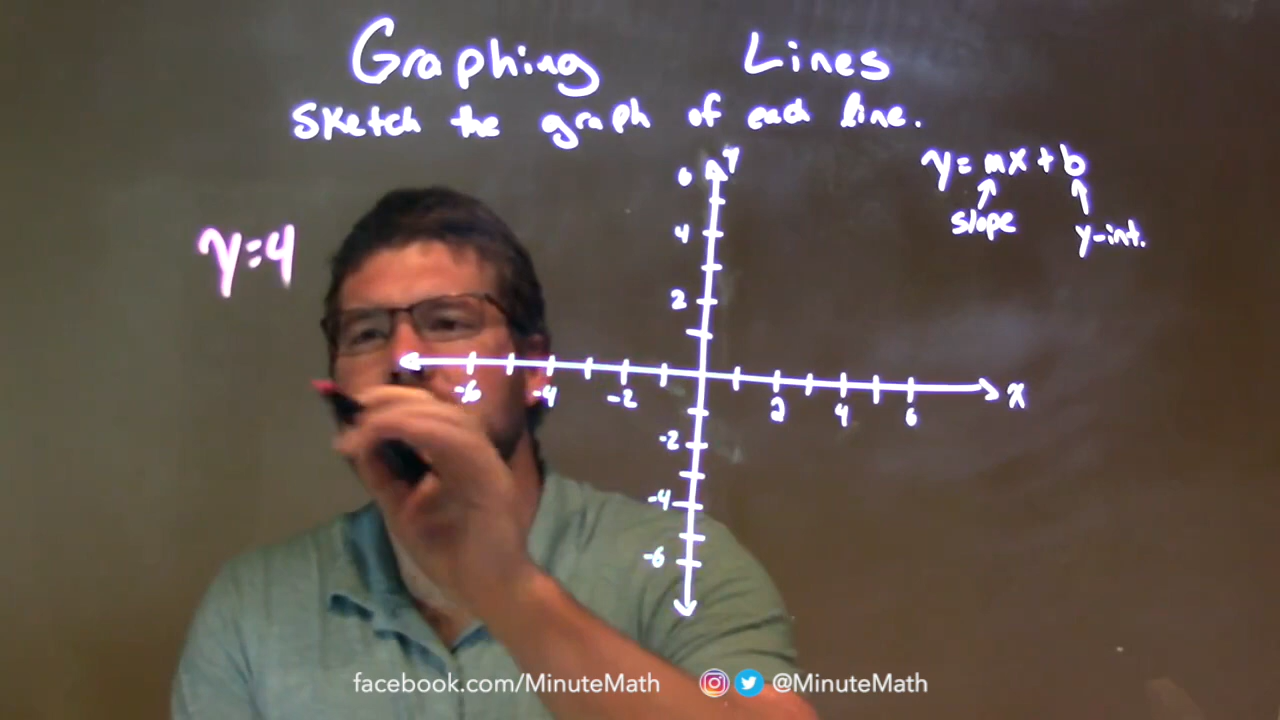 Graphing Lines
Sketch the graph of each line.
y = mx + b
slope
y-int.
y=4
y
6
4
2
-6 -4 -2
2 4 6
x
-2
-4
-6
facebook.com/MinuteMath
@MinuteMath